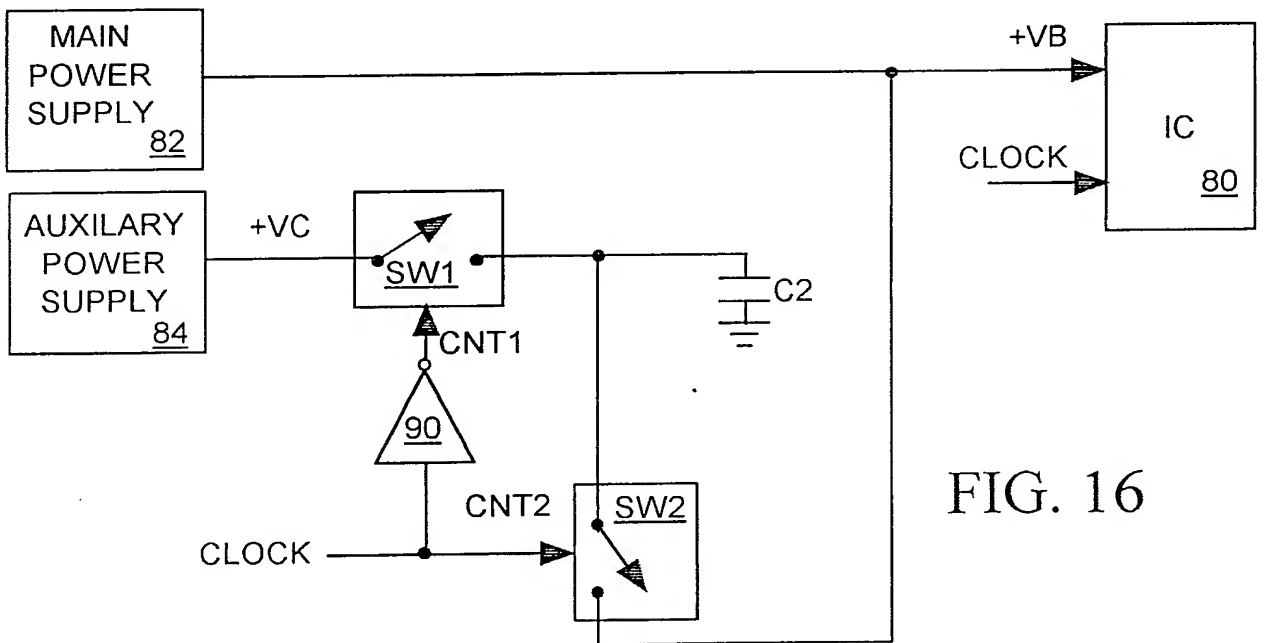 MAIN
POWER
SUPPLY
82
+VB
IC
80
CLOCK
AUXILARY
POWER
SUPPLY
84
+VC
SW1
C2
CNT1
90
CNT2
SW2
CLOCK
FIG. 16